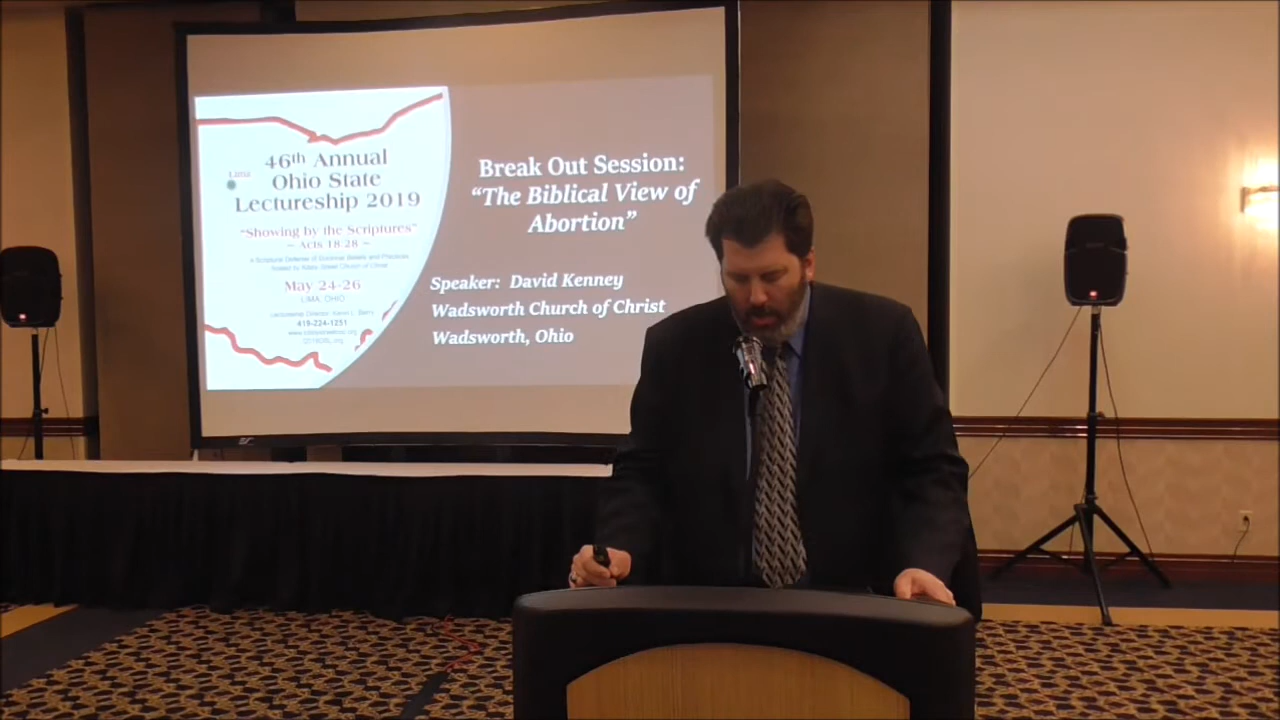 46th Annual
Ohio State
Lectureship 2019
Lima
"Showing by the Scriptures"
~ Acts 18:28 ~
May 24-26
LIMA, OHIO
419-224-1251
Break Out Session:
“The Biblical View of
Abortion”
Speaker: David Kenney
Wadsworth Church of Christ
Wadsworth, Ohio